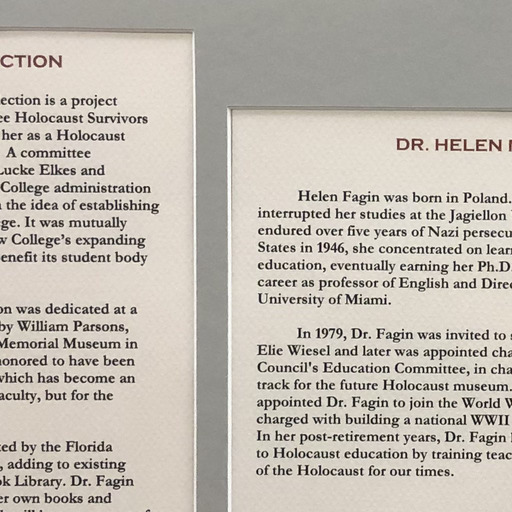 CTION
ection is a project
ee Holocaust Survivors
her as a Holocaust
A committee
Lucke Elkes and
College administration
the idea of establishing
ge. It was mutually
w College's expanding
enefit its student body
on was dedicated at a
by William Parsons,
Memorial Museum in
honored to have been
which has become an
aculty, but for the
ted by the Florida
, adding to existing
ok Library. Dr. Fagin
er own books and
DR. HELEN
Helen Fagin was born in Poland.
interrupted her studies at the Jagiellon
endured over five years of Nazi persecu
States in 1946, she concentrated on lear
education, eventually earning her Ph.D.
career as professor of English and Dire
University of Miami.
In 1979, Dr. Fagin was invited to s
Elie Wiesel and later was appointed cha
Council's Education Committee, in cha
track for the future Holocaust museum.
appointed Dr. Fagin to join the World W
charged with building a national WWII
In her post-retirement years, Dr. Fagin
to Holocaust education by training teac
of the Holocaust for our times.